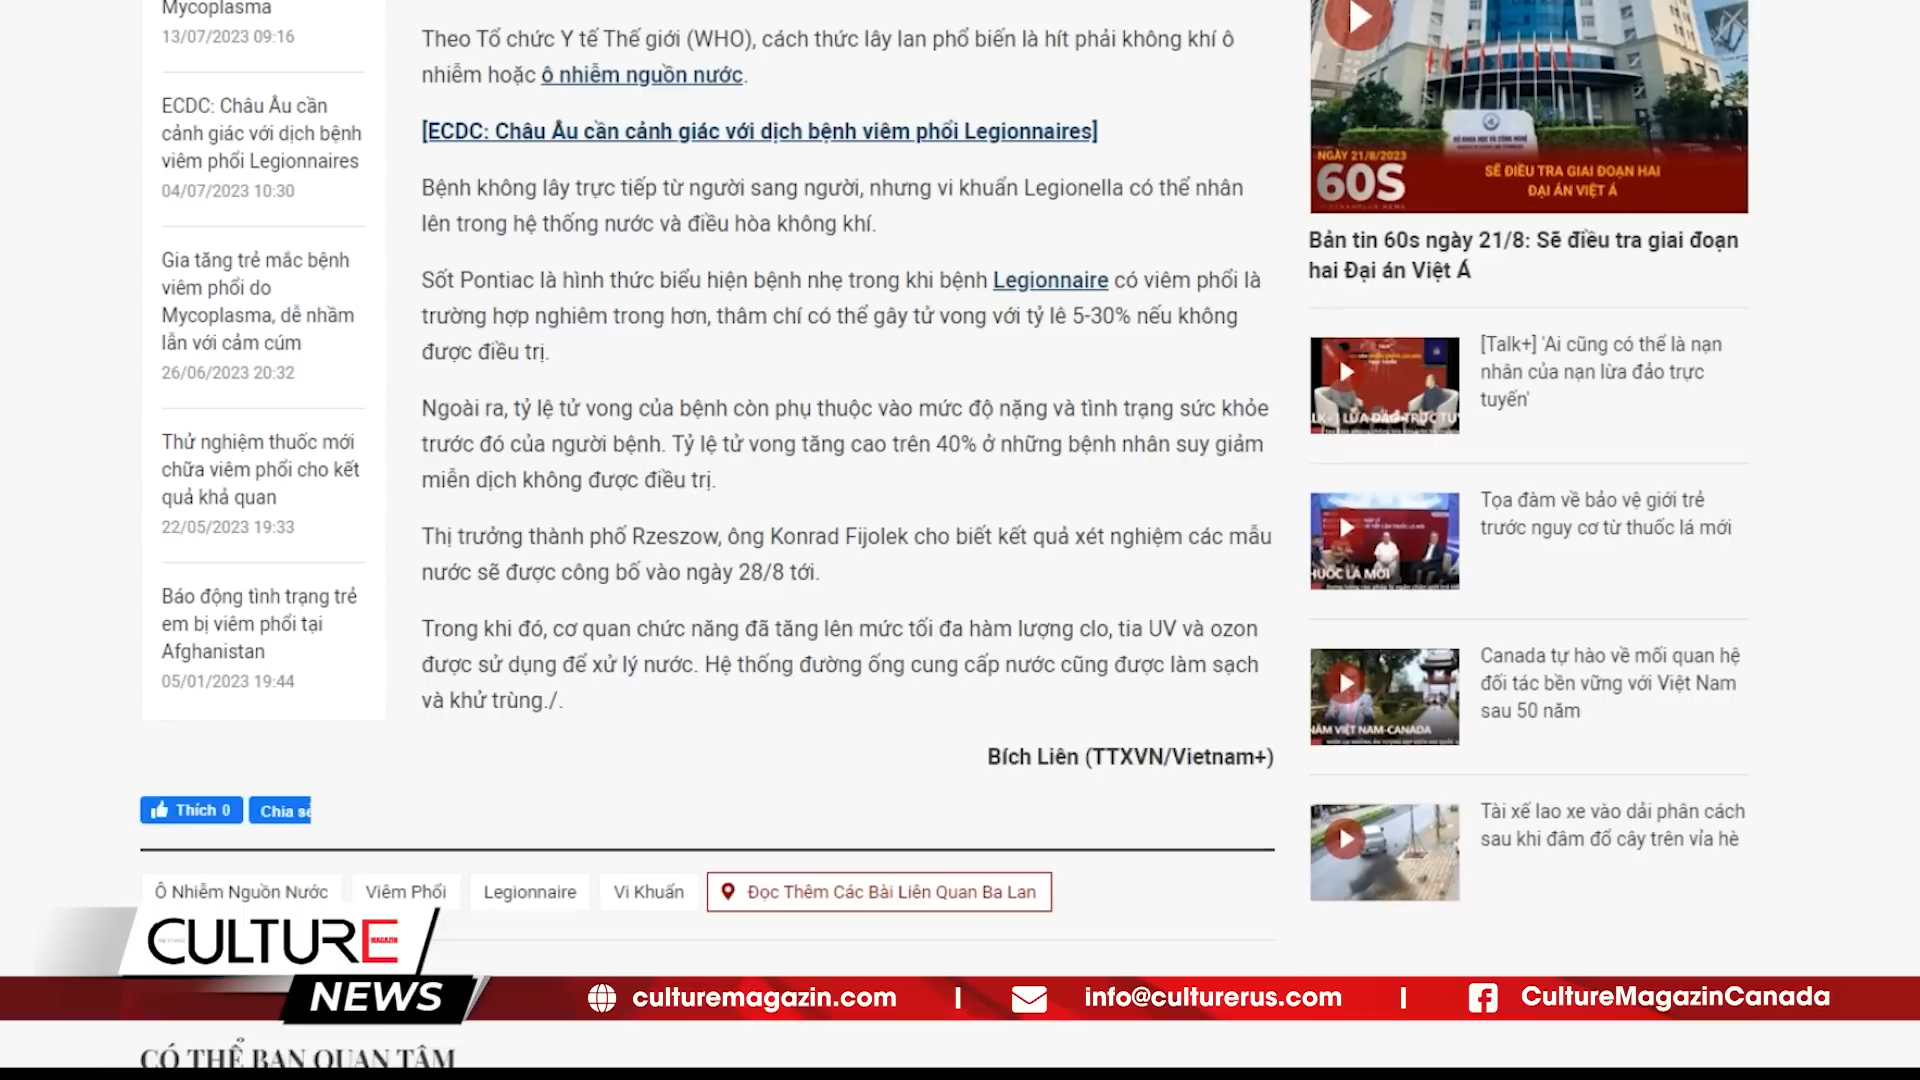 Mycoplasma
13/07/2023 09:16
ECDC: Châu Âu cần
cảnh giác với dịch bệnh
viêm phổi Legionnaires
04/07/2023 10:30
Gia tăng trẻ mắc bệnh
viêm phổi do
Mycoplasma, dễ nhầm
lẫn với cảm cúm
26/06/2023 20:32
Thử nghiệm thuốc mới
chữa viêm phổi cho kết
quả khả quan
22/05/2023 19:33
Báo động tình trạng trẻ
em bị viêm phổi tại
Afghanistan
05/01/2023 19:44
Theo Tổ chức Y tế Thế giới (WHO), cách thức lây lan phổ biến là hít phải không khí ô
nhiễm hoặc ô nhiễm nguồn nước.
[ECDC: Châu Âu cần cảnh giác với dịch bệnh viêm phổi Legionnaires]
Bệnh không lây trực tiếp từ người sang người, nhưng vi khuẩn Legionella có thể nhân
lên trong hệ thống nước và điều hòa không khí.
Sốt Pontiac là hình thức biểu hiện bệnh nhẹ trong khi bệnh Legionnaire có viêm phổi là
trường hợp nghiêm trong hơn, thâm chí có thể gây tử vong với tỷ lê 5-30% nếu không
được điều trị.
Ngoài ra, tỷ lệ tử vong của bệnh còn phụ thuộc vào mức độ nặng và tình trạng sức khỏe
trước đó của người bệnh. Tỷ lệ tử vong tăng cao trên 40% ở những bệnh nhân suy giảm
miễn dịch không được điều trị.
Thị trưởng thành phố Rzeszow, ông Konrad Fijolek cho biết kết quả xét nghiệm các mẫu
nước sẽ được công bố vào ngày 28/8 tới.
Trong khi đó, cơ quan chức năng đã tăng lên mức tối đa hàm lượng clo, tia UV và ozon
được sử dụng để xử lý nước. Hệ thống đường ống cung cấp nước cũng được làm sạch
và khử trùng./.
Bích Liên (TTXVN/Vietnam+)
Thích 0
Chia sẻ
Ô Nhiễm Nguồn Nước
Viêm Phổi
Legionnaire
Vi Khuẩn
Đọc Thêm Các Bài Liên Quan Ba Lan
NGÀY 21/8/2023
60S
SẼ ĐIỀU TRA GIAI ĐOẠN HAI
ĐẠI ÁN VIỆT Á
Bản tin 60s ngày 21/8: Sẽ điều tra giai đoạn
hai Đại án Việt Á
[Talk+] 'Ai cũng có thể là nạn
nhân của nạn lừa đảo trực
tuyến'
Tọa đàm về bảo vệ giới trẻ
trước nguy cơ từ thuốc lá mới
HUỐC LÁ MỚI
Canada tự hào về mối quan hệ
đối tác bền vững với Việt Nam
sau 50 năm
NĂM VIỆT NAM-CANADA
Tài xế lao xe vào dải phân cách
sau khi đâm đổ cây trên vỉa hè
CULTURE
MAGAZIN
NEWS
culturemagazin.com
info@culturerus.com
CultureMagazinCanada
CÓ THỂ BẠN QUAN TÂM